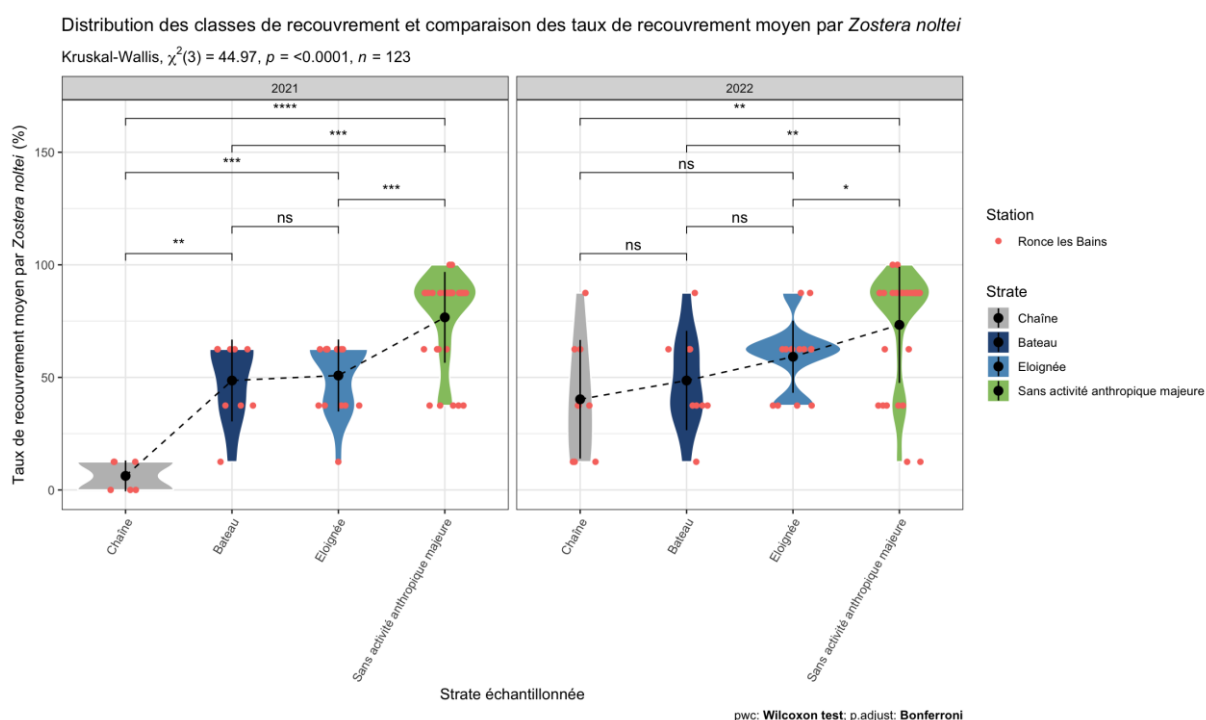 Distribution des classes de recouvrement et comparaison des taux de recouvrement moyen par Zostera noltei
Kruskal-Wallis, χ²(3) = 44.97, p = <0.0001, n = 123
2021
2022
Taux de recouvrement moyen par Zostera noltei (%)
150
100
50
0
****
***
***
***
ns
**
**
**
ns
*
ns
ns
Chaîne
Bateau
Eloignée
Sans activité anthropique majeure
Chaîne
Bateau
Eloignée
Sans activité anthropique majeure
Strate échantillonnée
Station
Ronce les Bains
Strate
Chaîne
Bateau
Eloignée
Sans activité anthropique majeure
pwc: Wilcoxon test; p.adjust: Bonferroni